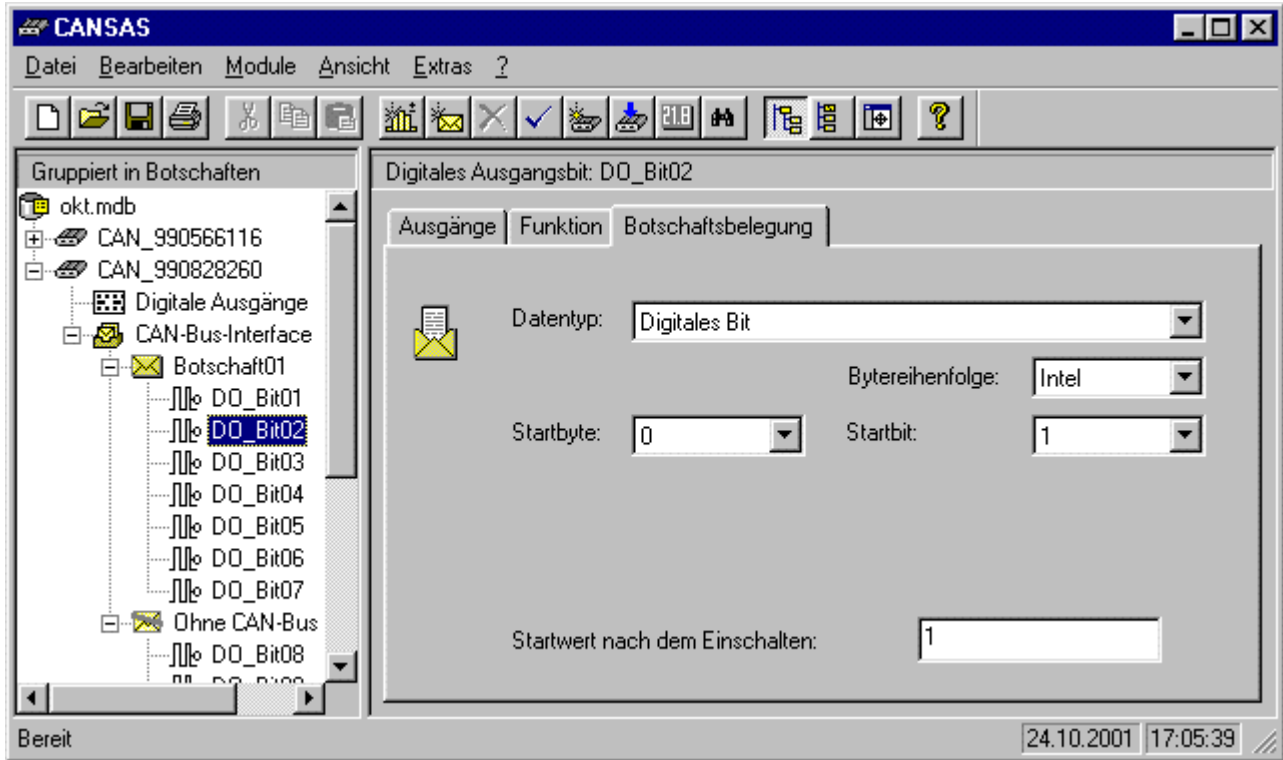 CANSAS
Datei Bearbeiten Module Ansicht Extras ?
Gruppiert in Botschaften
okt.mdb
CAN_990566116
CAN_990828260
Digitale Ausgänge
CAN-Bus-Interface
Botschaft01
DO_Bit01
DO_Bit02
DO_Bit03
DO_Bit04
DO_Bit05
DO_Bit06
DO_Bit07
Ohne CAN-Bus
DO_Bit08
Digitales Ausgangsbit: DO_Bit02
Ausgänge Funktion Botschaftsbelegung
Datentyp: Digitales Bit
Bytereihenfolge: Intel
Startbyte: 0 Startbit: 1
Startwert nach dem Einschalten: 1
Bereit 24.10.2001 17:05:39